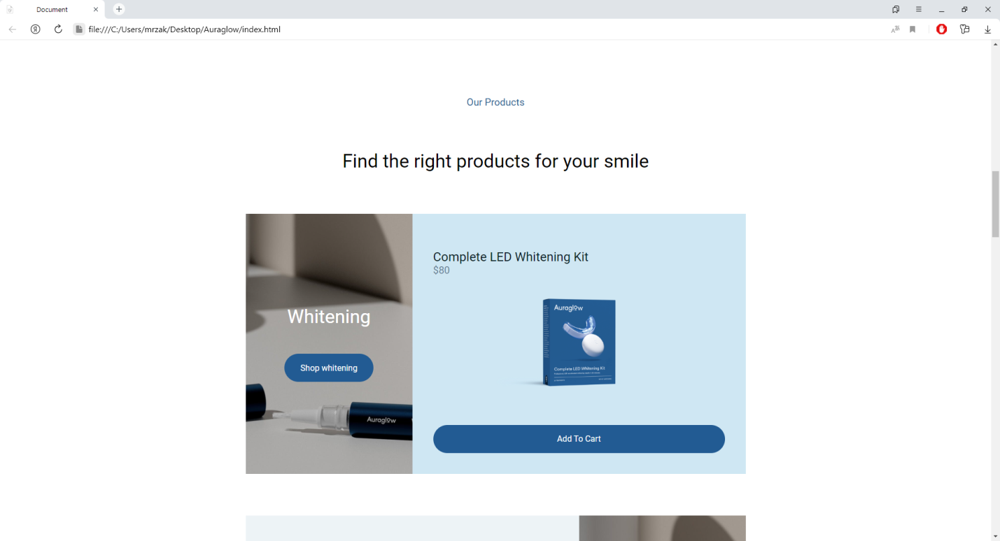 Document
file:///C:/Users/mrzak/Desktop/Auraglow/index.html
Our Products
Find the right products for your smile
Whitening
Shop whitening
Auraglow
Complete LED Whitening Kit
$80
Auraglow
Complete LED Whitening Kit
Add To Cart